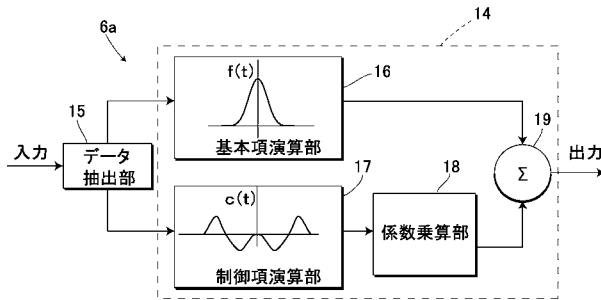 6a
14
15
入力
データ
抽出部
f(t)
基本項演算部
16
c(t)
制御項演算部
17
係数乗算部
18
Σ
19
出力